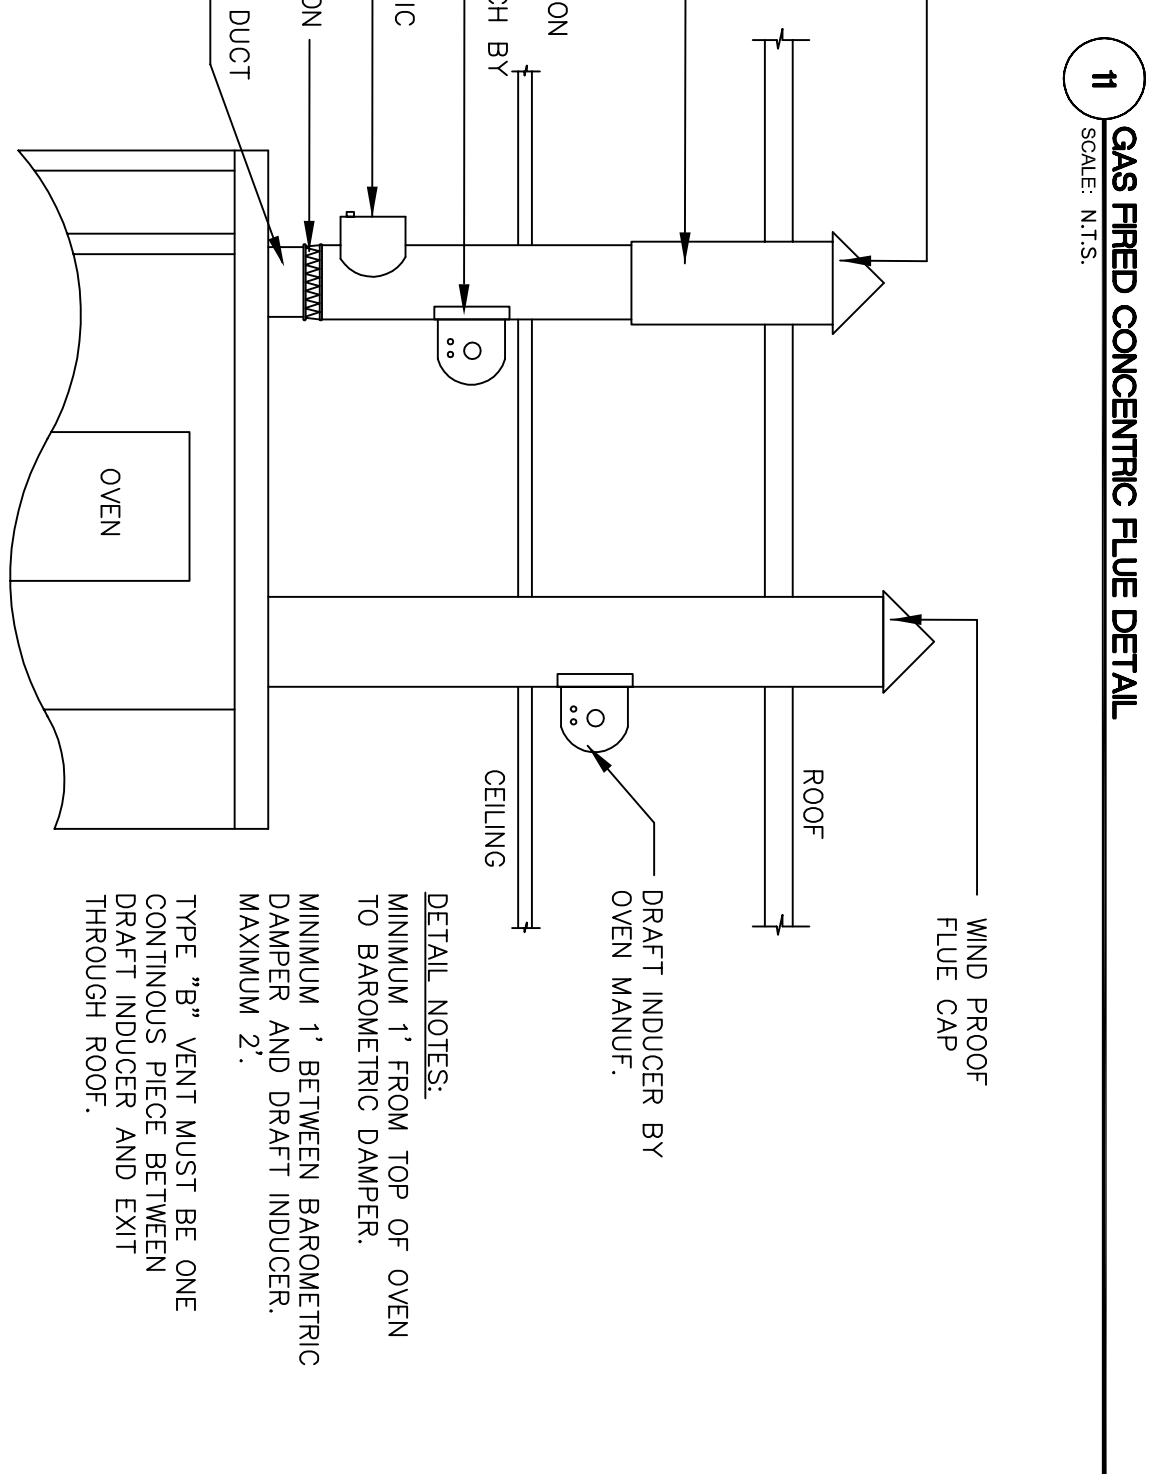 11
GAS FIRED CONCENTRIC FLUE DETAIL
SCALE: N.T.S.
WIND PROOF
FLUE CAP
ROOF
DRAFT INDUCER BY
OVEN MANUF.
ON
CH BY
CEILING
IC
ON
DUCT
OVEN
DETAIL NOTES:
MINIMUM 1' FROM TOP OF OVEN
TO BAROMETRIC DAMPER.
MINIMUM 1' BETWEEN BAROMETRIC
DAMPER AND DRAFT INDUCER.
MAXIMUM 2'.
TYPE "B" VENT MUST BE ONE
CONTINOUS PIECE BETWEEN
DRAFT INDUCER AND EXIT
THROUGH ROOF.